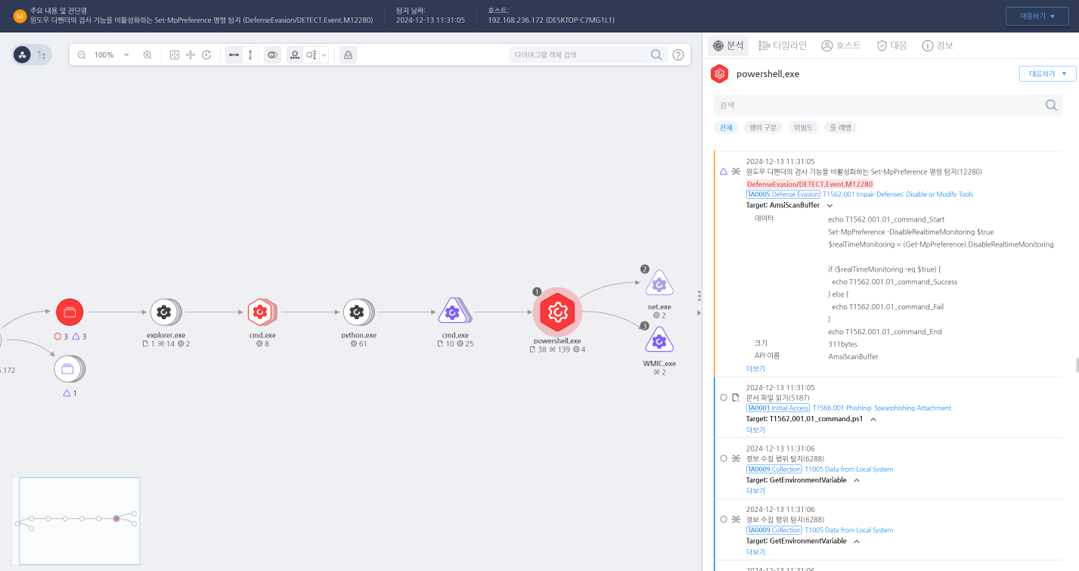 M 주요 내용 및 진단명
윈도우 디펜더의 검사 기능을 비활성화하는 Set-MpPreference 명령 탐지 (DefenseEvasion/DETECT.Event.M12280)
탐지 날짜:
2024-12-13 11:31:05
호스트:
192.168.236.172 (DESKTOP-C7MG1L1)
대응하기
100%
다이어그램 객체 검색
3 3
explorer.exe
1 14 2
cmd.exe
8
python.exe
61
cmd.exe
10 25
1
powershell.exe
38 139 4
2
net.exe
2
3
WMIC.exe
2
1
.172
분석 타임라인 호스트 대응 정보
powershell.exe
대응하기
검색
전체 행위 구분 위험도 룰 레벨
2024-12-13 11:31:05
윈도우 디펜더의 검사 기능을 비활성화하는 Set-MpPreference 명령 탐지(12280)
DefenseEvasion/DETECT.Event.M12280
TA0005 Defense Evasion T1562.001 Impair Defenses: Disable or Modify Tools
Target: AmsiScanBuffer
데이터
echo T1562.001.01_command_Start
Set-MpPreference -DisableRealtimeMonitoring $true
$realTimeMonitoring = (Get-MpPreference).DisableRealtimeMonitoring
if ($realTimeMonitoring -eq $true) {
echo T1562.001.01_command_Success
} else {
echo T1562.001.01_command_Fail
}
echo T1562.001.01_command_End
크기 311bytes
API 이름 AmsiScanBuffer
더보기
2024-12-13 11:31:05
문서 파일 읽기(5187)
TA0001 Initial Access T1566.001 Phishing: Spearphishing Attachment
Target: T1562.001.01_command.ps1
더보기
2024-12-13 11:31:06
정보 수집 행위 탐지(6288)
TA0009 Collection T1005 Data from Local System
Target: GetEnvironmentVariable
더보기
2024-12-13 11:31:06
정보 수집 행위 탐지(6288)
TA0009 Collection T1005 Data from Local System
Target: GetEnvironmentVariable
더보기
2024-12-13 11:31:06